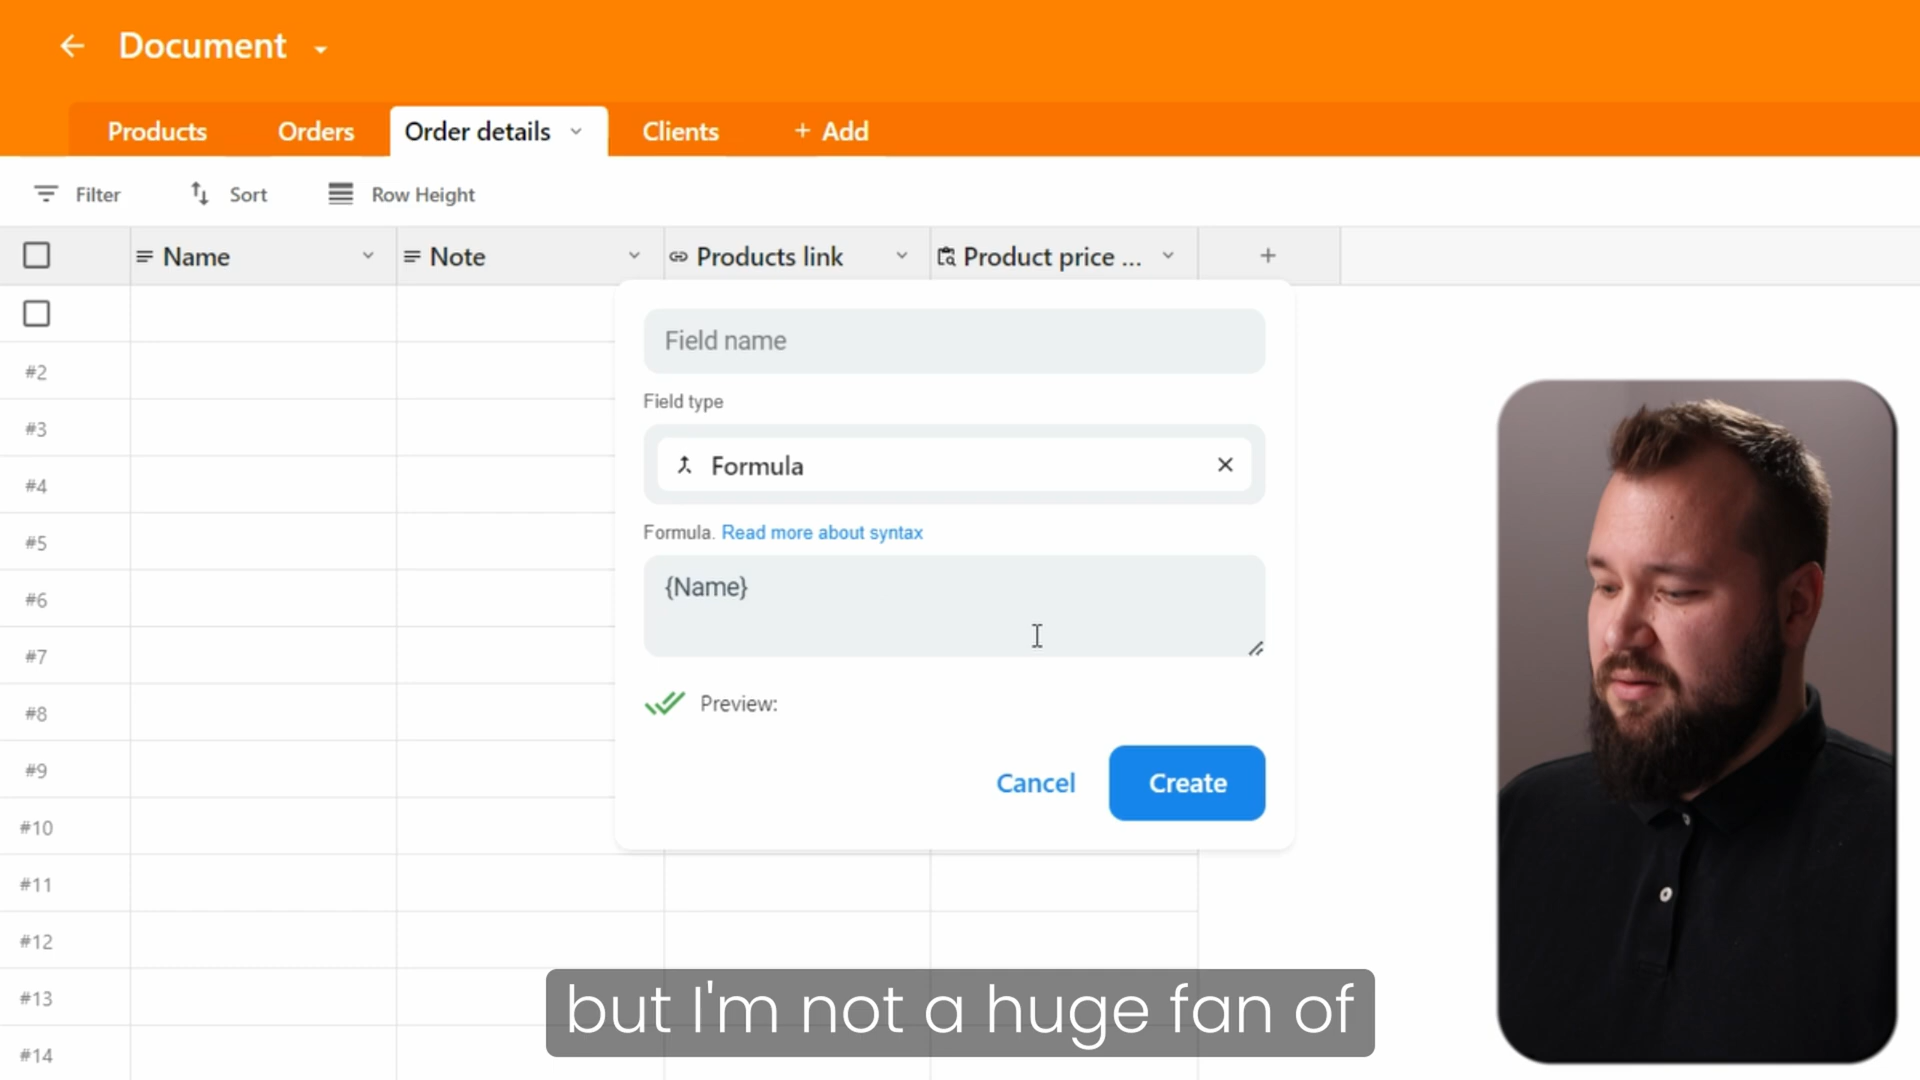 Document
Products Orders Order details Clients + Add
Filter Sort Row Height
Name Note Products link Product price ... +
Field name
Field type
Formula
Formula. Read more about syntax
{Name}
Preview:
Cancel Create
#2
#3
#4
#5
#6
#7
#8
#9
#10
#11
#12
#13
#14
but I'm not a huge fan of